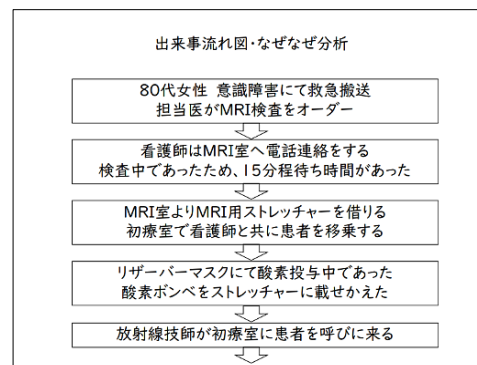 出来事流れ図・なぜなぜ分析
80代女性 意識障害にて救急搬送
担当医がMRI検査をオーダー
看護師はMRI室へ電話連絡をする
検査中であったため、15分程待ち時間があった
MRI室よりMRI用ストレッチャーを借りる
初療室で看護師と共に患者を移乗する
リザーバーマスクにて酸素投与中であった
酸素ボンベをストレッチャーに載せかえた
放射線技師が初療室に患者を呼びに来る